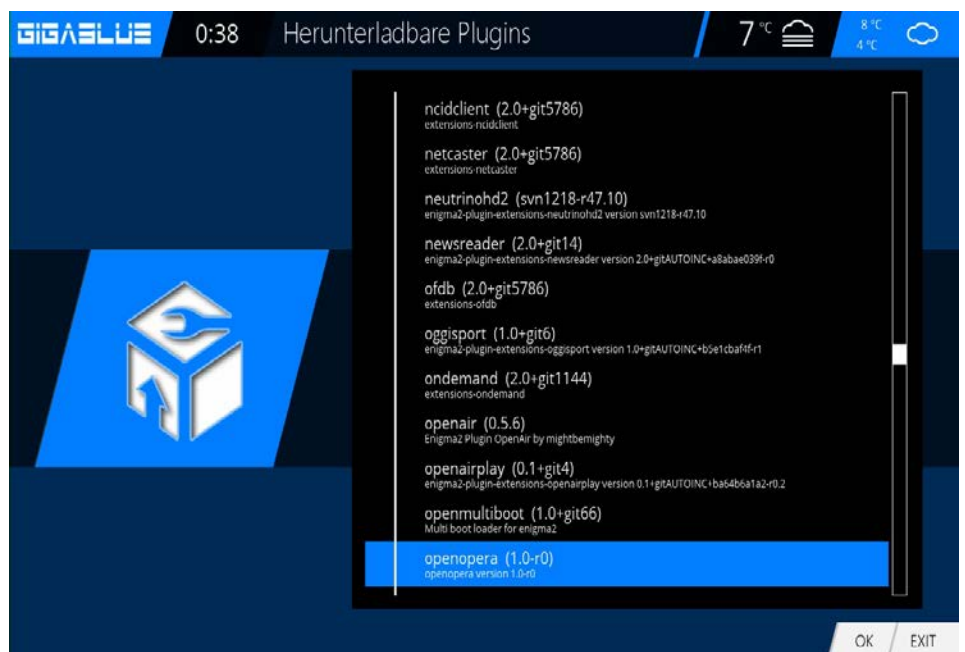 GIGABLUE 0:38 Herunterladbare Plugins 7 °C 8 °C
4 °C
ncidclient (2.0+git5786)
extensions-ncidclient
netcaster (2.0+git5786)
extensions-netcaster
neutrinohd2 (svn1218-r47.10)
enigma2-plugin-extensions-neutrinohd2 version svn1218-r47.10
newsreader (2.0+git14)
enigma2-plugin-extensions-newsreader version 2.0+gitAUTOINC+a8abae039f-r0
ofdb (2.0+git5786)
extensions-ofdb
oggisport (1.0+git6)
enigma2-plugin-extensions-oggisport version 1.0+gitAUTOINC+b5e1cbaf4f-r1
ondemand (2.0+git1144)
extensions-ondemand
openair (0.5.6)
Enigma2 Plugin OpenAir by mightbemighty
openairplay (0.1+git4)
enigma2-plugin-extensions-openairplay version 0.1+gitAUTOINC+ba64b6a1a2-r0.2
openmultiboot (1.0+git66)
Multi boot loader for enigma2
openopera (1.0-r0)
openopera version 1.0-r0
OK EXIT